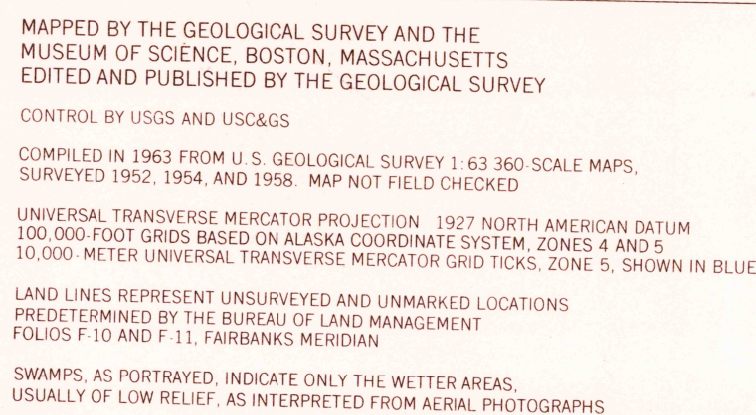 MAPPED BY THE GEOLOGICAL SURVEY AND THE
MUSEUM OF SCIENCE, BOSTON, MASSACHUSETTS
EDITED AND PUBLISHED BY THE GEOLOGICAL SURVEY
CONTROL BY USGS AND USC&GS
COMPILED IN 1963 FROM U.S. GEOLOGICAL SURVEY 1:63 360-SCALE MAPS,
SURVEYED 1952, 1954, AND 1958. MAP NOT FIELD CHECKED
UNIVERSAL TRANSVERSE MERCATOR PROJECTION 1927 NORTH AMERICAN DATUM
100,000-FOOT GRIDS BASED ON ALASKA COORDINATE SYSTEM, ZONES 4 AND 5
10,000-METER UNIVERSAL TRANSVERSE MERCATOR GRID TICKS, ZONE 5, SHOWN IN BLUE
LAND LINES REPRESENT UNSURVEYED AND UNMARKED LOCATIONS
PREDETERMINED BY THE BUREAU OF LAND MANAGEMENT
FOLIOS F-10 AND F-11, FAIRBANKS MERIDIAN
SWAMPS, AS PORTRAYED, INDICATE ONLY THE WETTER AREAS,
USUALLY OF LOW RELIEF, AS INTERPRETED FROM AERIAL PHOTOGRAPHS